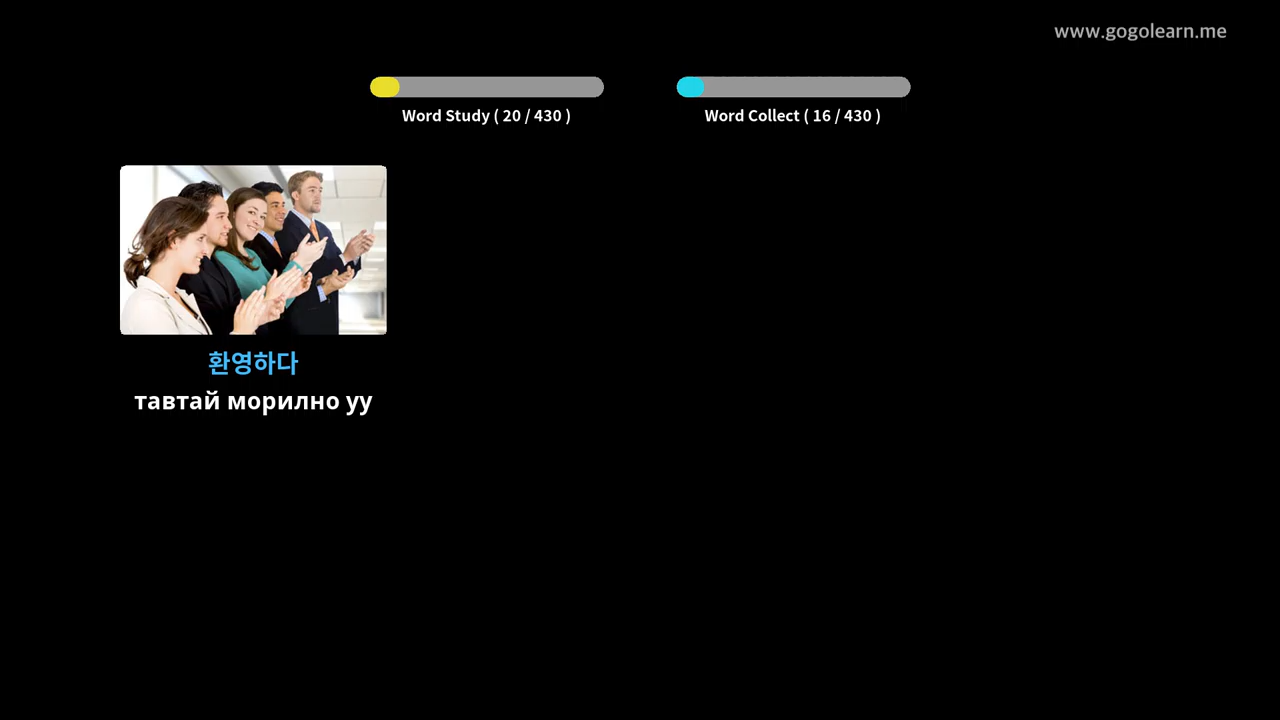 www.gogolearn.me
Word Study ( 20 / 430 )
Word Collect ( 16 / 430 )
환영하다
тавтай морилно уу